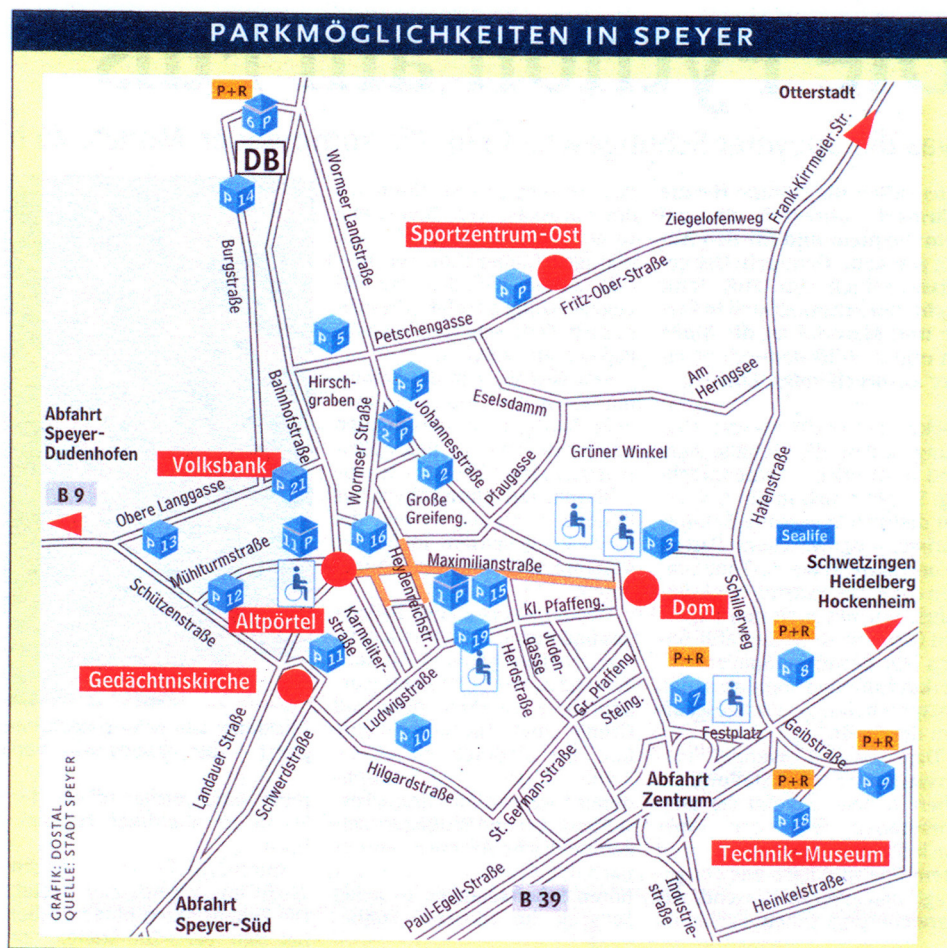 PARKMÖGLICHKEITEN IN SPEYER
P+R
6 P
DB
P 14
Otterstadt
Frank-Kirrmeier-Str.
Wormser Landstraße
Ziegelofenweg
Sportzentrum-Ost
P P
Fritz-Ober-Straße
Burgstraße
P 5
Petschengasse
Hirsch-
graben
P 5
Am
Heringsee
Eselsdamm
Bahnhofstraße
Johannesstraße
2 P
Abfahrt
Speyer-
Dudenhofen
Wormser Straße
Grüner Winkel
Volksbank
P 2
Pfaugasse
Hafenstraße
B 9
P 21
Obere Langgasse
Große
Greifeng.
P 13
11 P
P 16
P 3
Sealife
Mühlturmstraße
Maximilianstraße
Schwetzingen
Heidelberg
Hockenheim
Heydenreichstr.
P 12
1 P
P 15
Schillerweg
Schützenstraße
Altpörtel
Kl. Pfaffeng.
Dom
Karmeliter-
straße
P 11
P 19
Juden-
gasse
P+R
P 8
Herdstraße
Gedächtniskirche
P+R
P 7
Gr. Pfaffeng.
Ludwigstraße
Steing.
Festplatz
P 10
Geibstraße
Landauer Straße
Schwerdstraße
Hilgardstraße
P+R
P 9
St. German-Straße
Abfahrt
Zentrum
P+R
P 18
Technik-Museum
GRAFIK: DOSTAL
QUELLE: STADT SPEYER
Paul-Egell-Straße
B 39
Industrie-
straße
Heinkelstraße
Abfahrt
Speyer-Süd